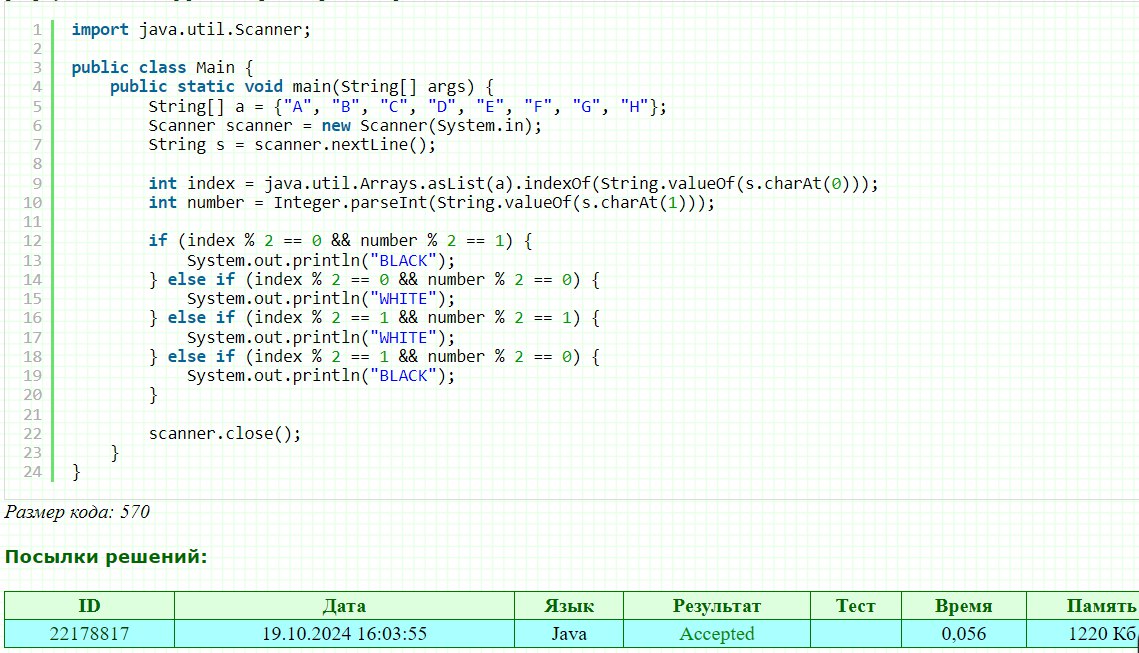 1 import java.util.Scanner;
2
3 public class Main {
4     public static void main(String[] args) {
5         String[] a = {"A", "B", "C", "D", "E", "F", "G", "H"};
6         Scanner scanner = new Scanner(System.in);
7         String s = scanner.nextLine();
8
9         int index = java.util.Arrays.asList(a).indexOf(String.valueOf(s.charAt(0)));
10         int number = Integer.parseInt(String.valueOf(s.charAt(1)));
11
12         if (index % 2 == 0 && number % 2 == 1) {
13             System.out.println("BLACK");
14         } else if (index % 2 == 0 && number % 2 == 0) {
15             System.out.println("WHITE");
16         } else if (index % 2 == 1 && number % 2 == 1) {
17             System.out.println("WHITE");
18         } else if (index % 2 == 1 && number % 2 == 0) {
19             System.out.println("BLACK");
20         }
21
22         scanner.close();
23     }
24 }
Размер кода: 570
Посылки решений:
ID Дата Язык Результат Тест Время Память
22178817 19.10.2024 16:03:55 Java Accepted 0,056 1220 Кб